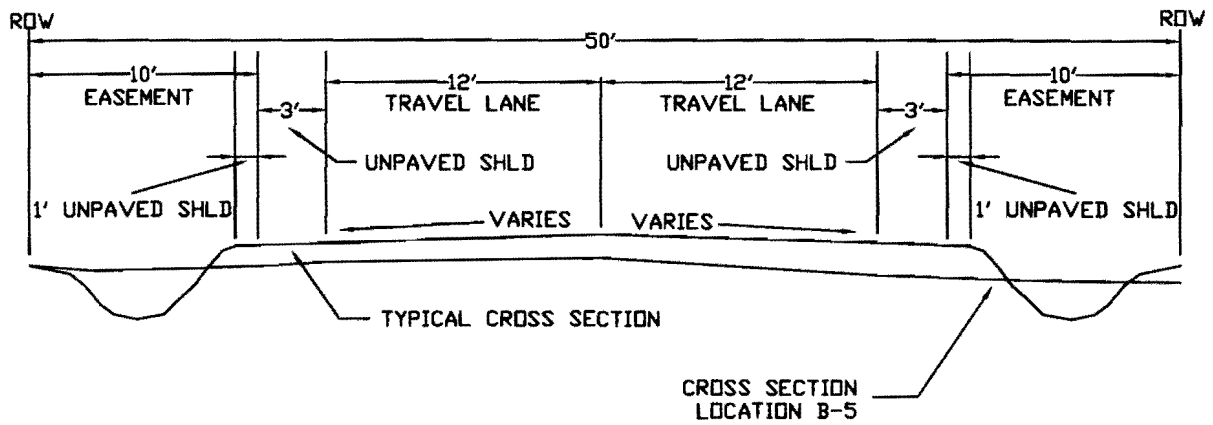 ROW
ROW
50'
10'
EASEMENT
12'
TRAVEL LANE
12'
TRAVEL LANE
10'
EASEMENT
3'
3'
UNPAVED SHLD
UNPAVED SHLD
1' UNPAVED SHLD
1' UNPAVED SHLD
VARIES
VARIES
TYPICAL CROSS SECTION
CROSS SECTION
LOCATION B-5